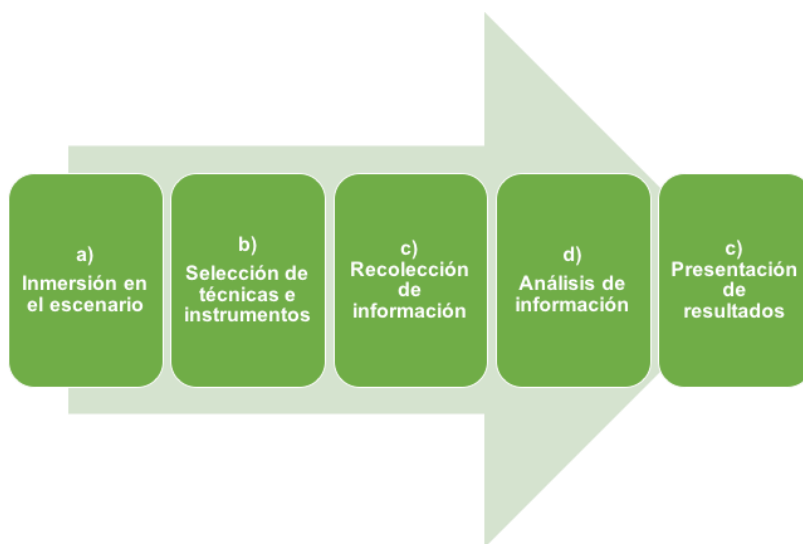 a)
Inmersión en
el escenario
b)
Selección de
técnicas e
instrumentos
c)
Recolección
de
información
d)
Análisis de
información
c)
Presentación
de
resultados